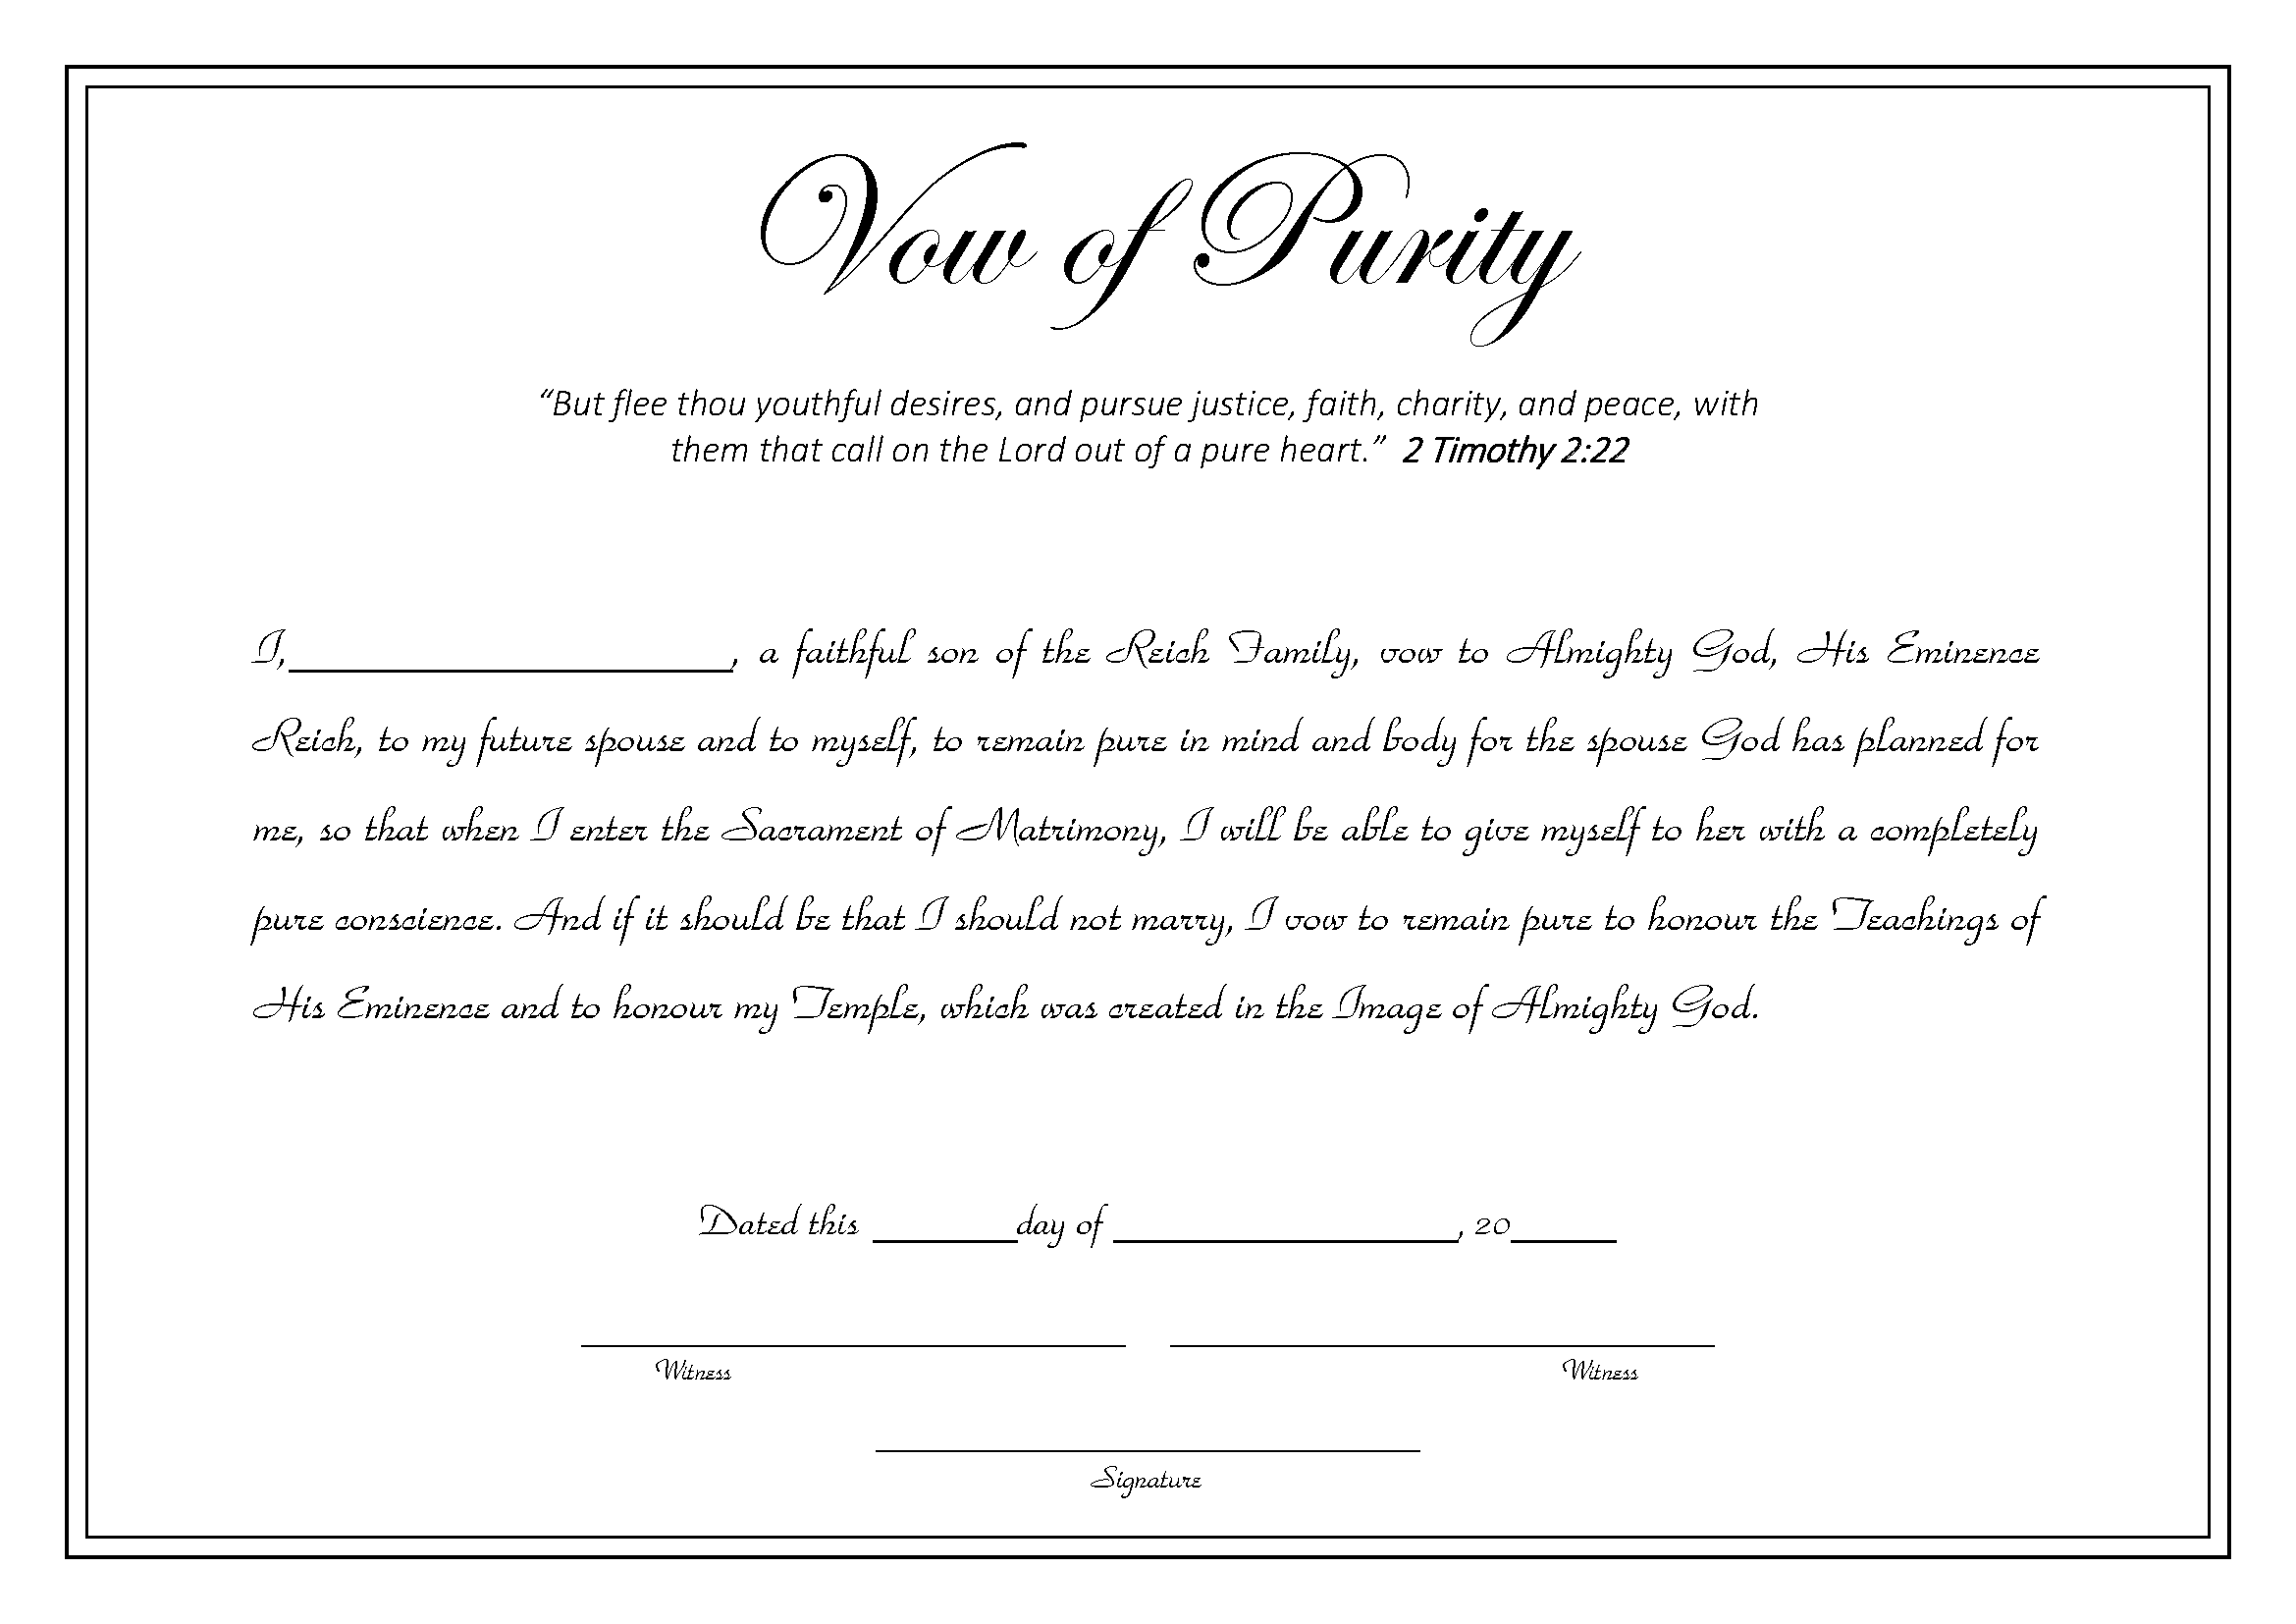 Vow of Purity
“But flee thou youthful desires, and pursue justice, faith, charity, and peace, with
them that call on the Lord out of a pure heart.” 2 Timothy 2:22
I,____________________, a faithful son of the Reich Family, vow to Almighty God, His Eminence
Reich, to my future spouse and to myself, to remain pure in mind and body for the spouse God has planned for
me, so that when I enter the Sacrament of Matrimony, I will be able to give myself to her with a completely
pure conscience. And if it should be that I should not marry, I vow to remain pure to honour the Teachings of
His Eminence and to honour my Temple, which was created in the Image of Almighty God.
Dated this ______day of ______________, 20____
Witness Witness
Signature